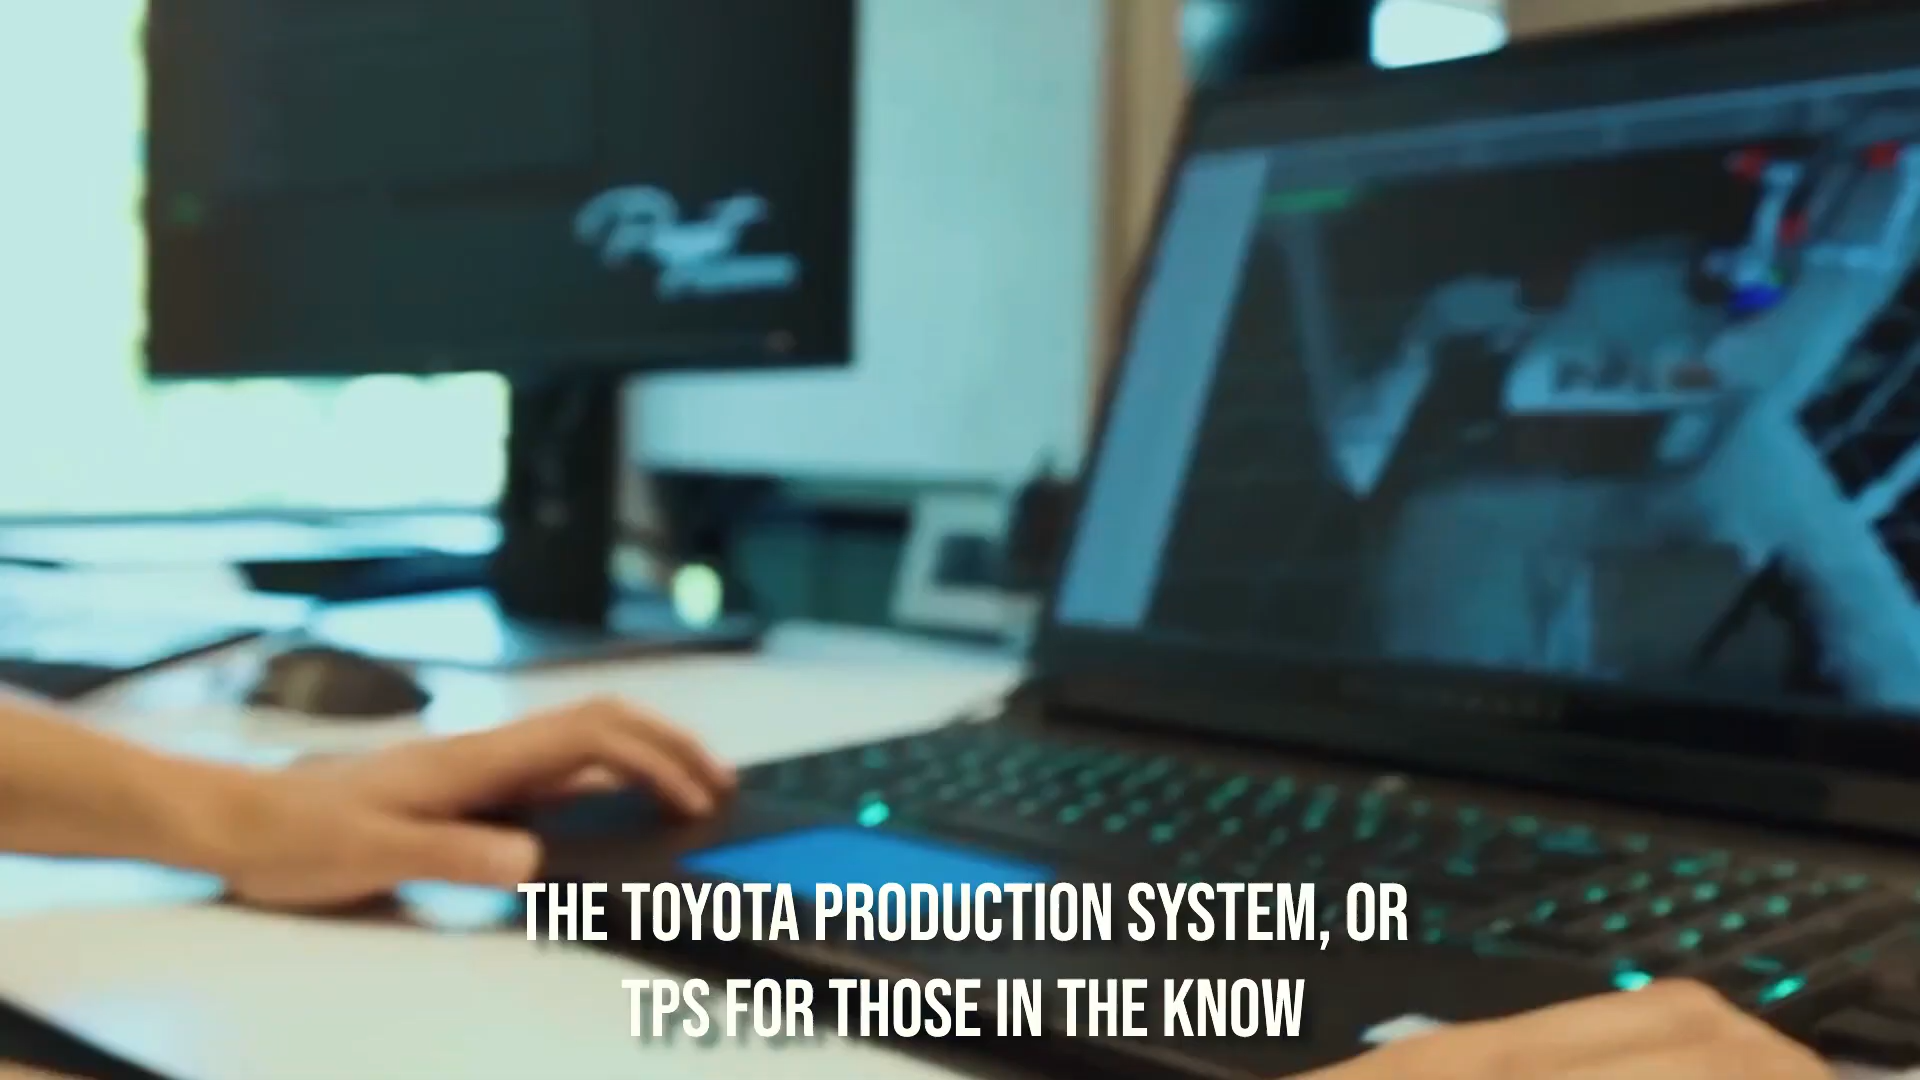 THE TOYOTA PRODUCTION SYSTEM, OR
TPS FOR THOSE IN THE KNOW